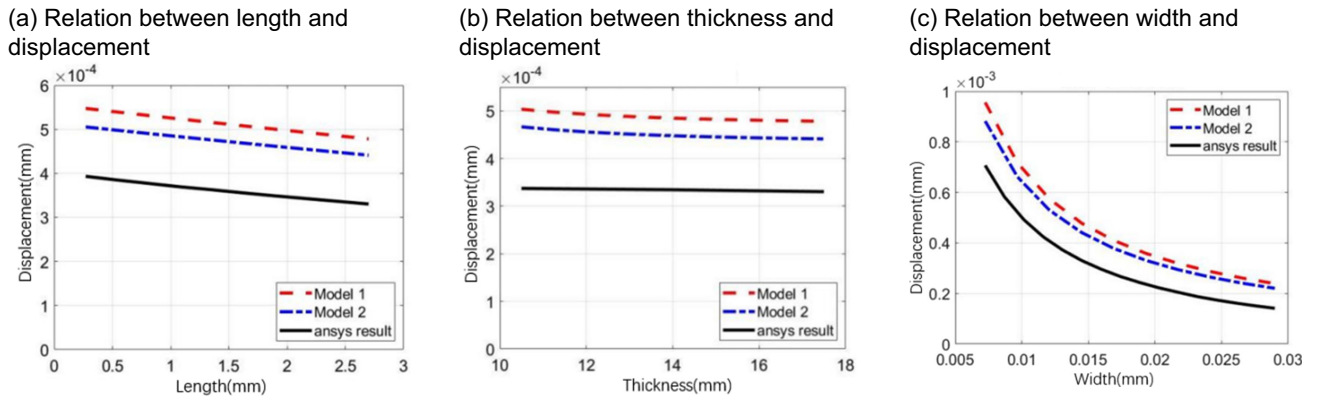 (a) Relation between length and
displacement
×10⁻⁴
6
5
4
3
2
1
0
Displacement(mm)
0 0.5 1 1.5 2 2.5 3
Length(mm)
Model 1
Model 2
ansys result
(b) Relation between thickness and
displacement
×10⁻⁴
5
4
3
2
1
0
Displacement(mm)
10 12 14 16 18
Thickness(mm)
Model 1
Model 2
ansys result
(c) Relation between width and
displacement
×10⁻³
1
0.8
0.6
0.4
0.2
0
Displacement(mm)
0.005 0.01 0.015 0.02 0.025 0.03
Width(mm)
Model 1
Model 2
ansys result